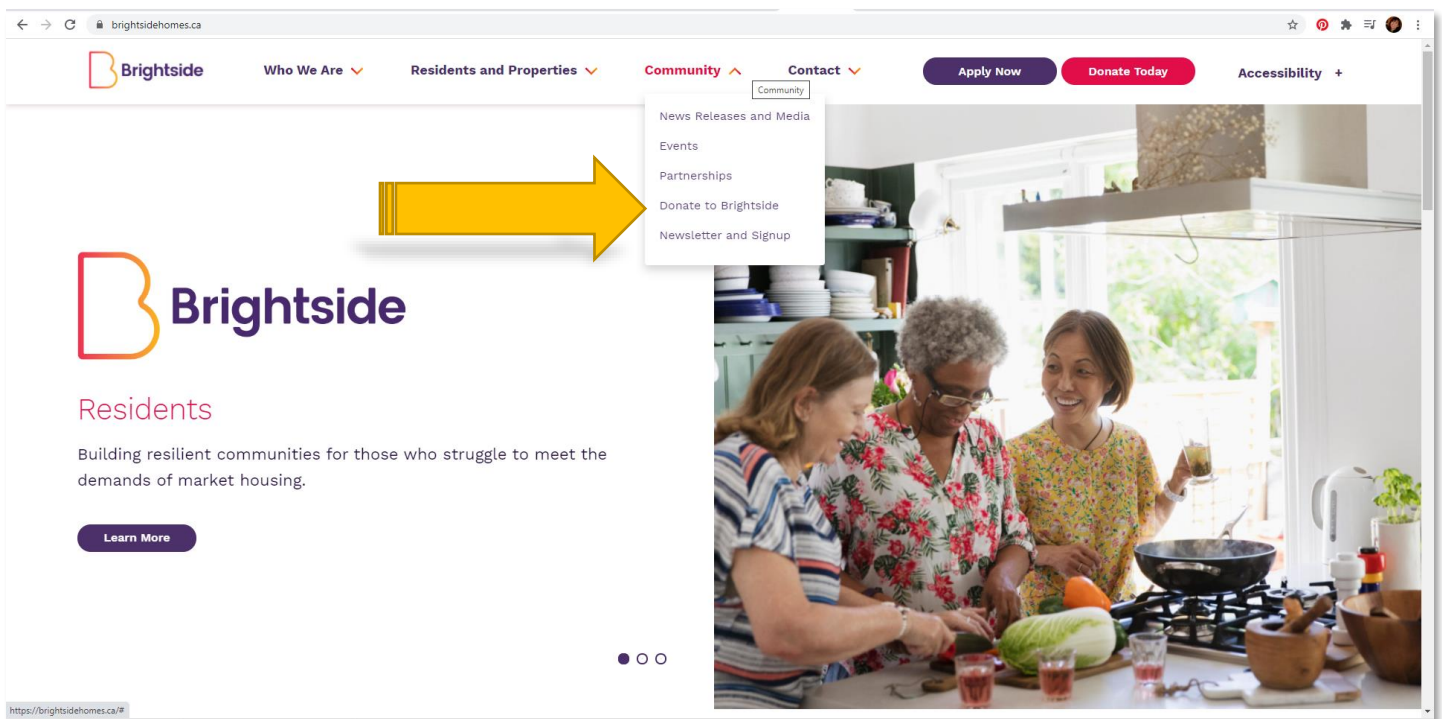 brightsidehomes.ca
Brightside
Who We Are
Residents and Properties
Community
Contact
Apply Now
Donate Today
Accessibility +
Community
News Releases and Media
Events
Partnerships
Donate to Brightside
Newsletter and Signup
Brightside
Residents
Building resilient communities for those who struggle to meet the
demands of market housing.
Learn More
https://brightsidehomes.ca/#